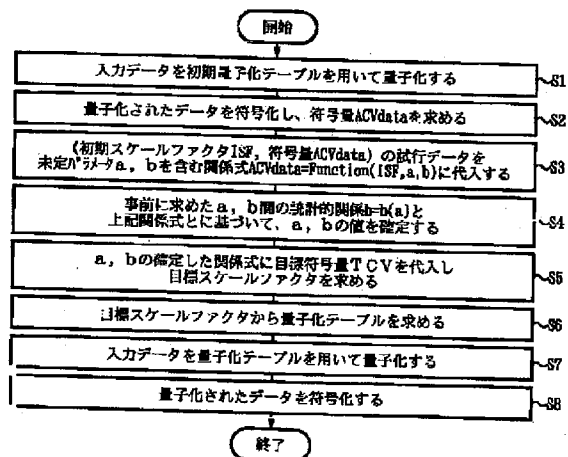 開始
入力データを初期量子化テーブルを用いて量子化する
S1
量子化されたデータを符号化し、符号量ACVdataを求める
S2
(初期スケールファクタISF, 符号量ACVdata) の試行データを
未定パラメータa, bを含む関係式ACVdata=Function(ISF,a,b)に代入する
S3
事前に求めたa, b間の統計的関係b=b(a)と
上記関係式とに基づいて、a, bの値を確定する
S4
a, bの確定した関係式に目標符号量TCVを代入し
目標スケールファクタを求める
S5
目標スケールファクタから量子化テーブルを求める
S6
入力データを量子化テーブルを用いて量子化する
S7
量子化されたデータを符号化する
S8
終了